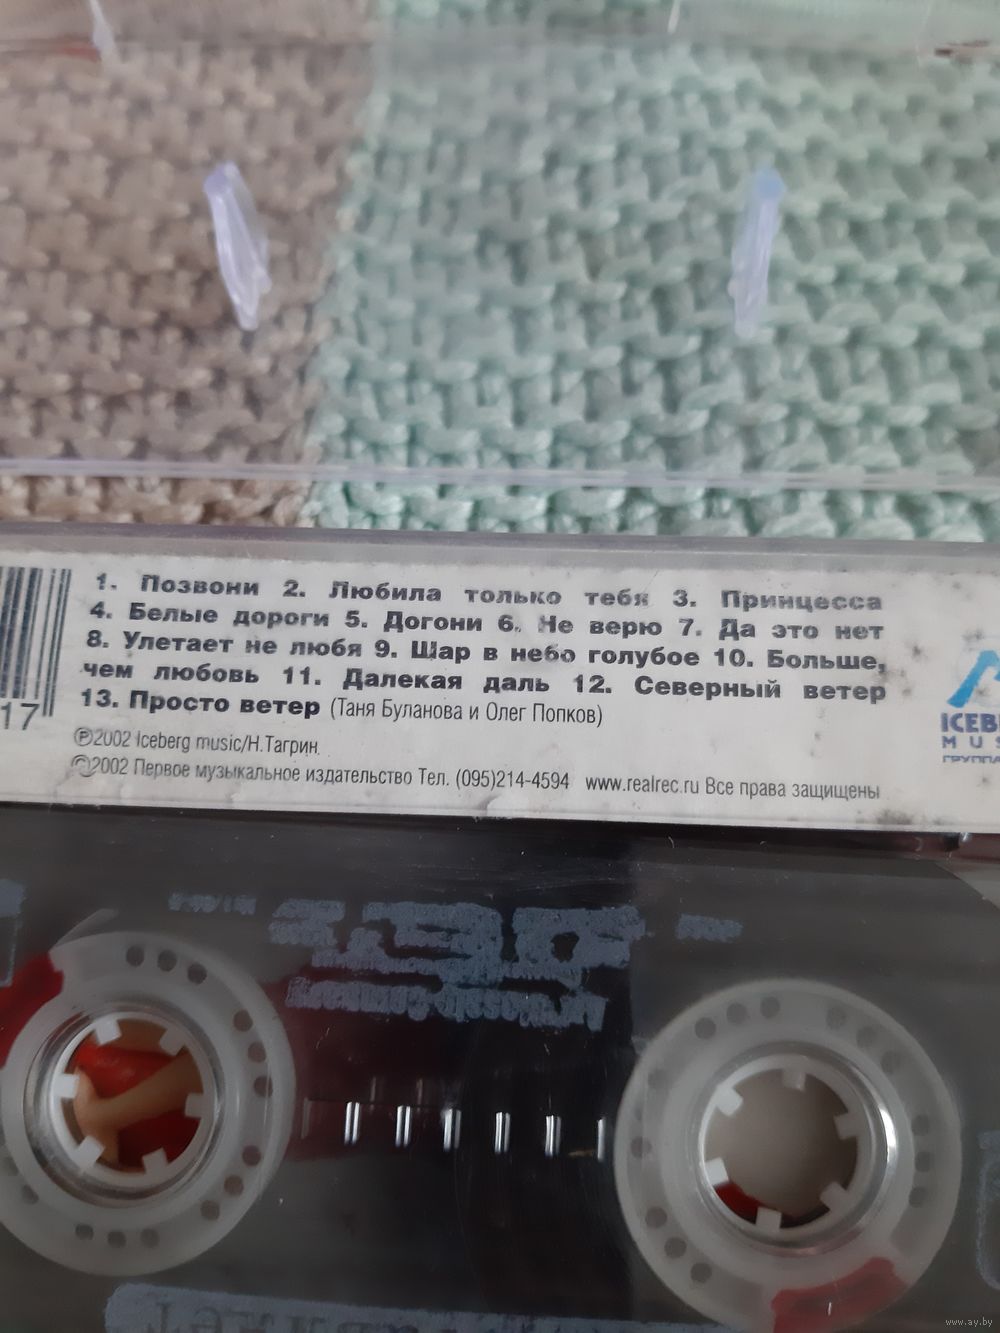 1. Позвони 2. Любила только тебя 3. Принцесса
4. Белые дороги 5. Догони 6. Не верю 7. Да это нет
8. Улетает не любя 9. Шар в небо голубое 10. Больше,
чем любовь 11. Далекая даль 12. Северный ветер
13. Просто ветер (Таня Буланова и Олег Попков)
℗2002 Iceberg music/Н.Тагрин.
©2002 Первое музыкальное издательство Тел. (095)214-4594 www.realrec.ru Все права защищены
17
www.ay.by